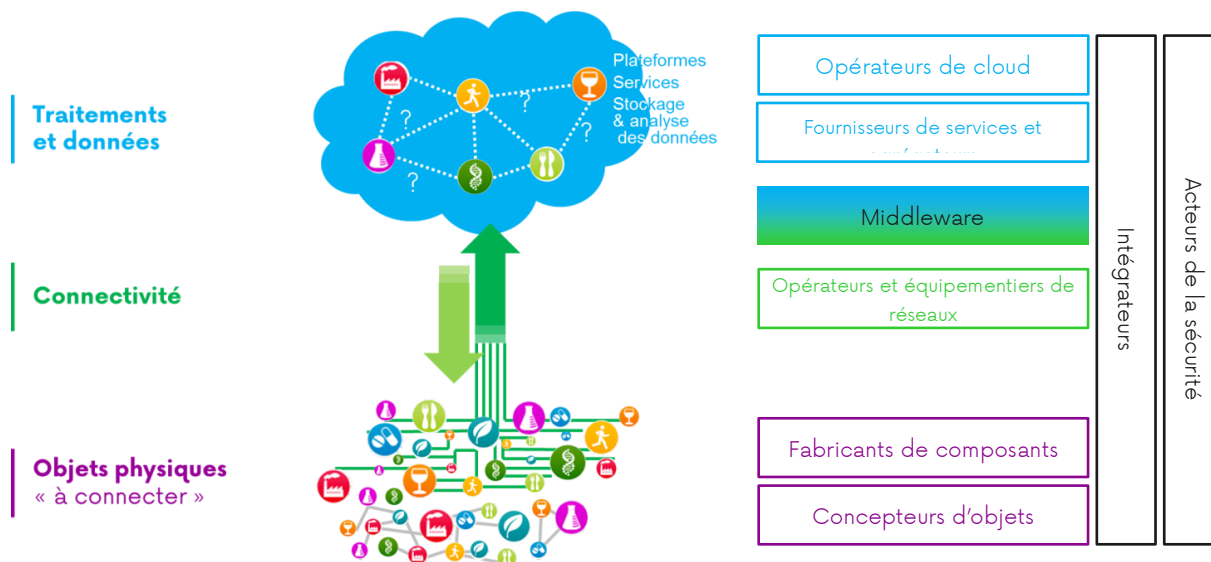 Traitements
et données
Connectivité
Objets physiques
« à connecter »
Plateformes
Services
Stockage
& analyse
des données
?
?
?
?
Opérateurs de cloud
Fournisseurs de services et
Middleware
Opérateurs et équipementiers de
réseaux
Fabricants de composants
Concepteurs d'objets
Intégrateurs
Acteurs de la sécurité